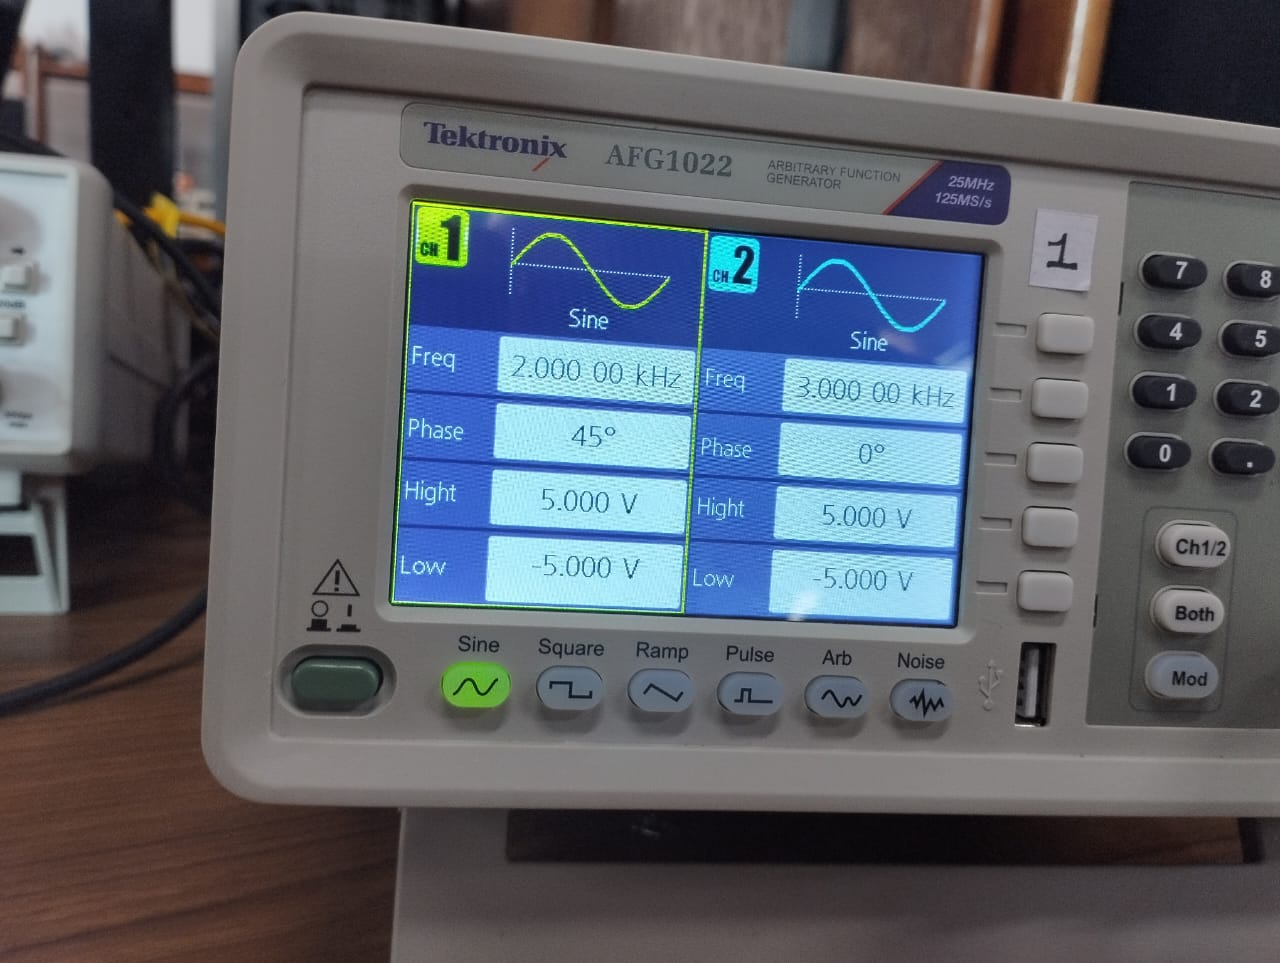 Tektronix AFG1022 ARBITRARY FUNCTION GENERATOR
25MHz
125MS/s
1
CH 1
Sine
Freq 2.000 00 kHz
Phase 45°
Hight 5.000 V
Low -5.000 V
CH 2
Sine
Freq 3.000 00 kHz
Phase 0°
Hight 5.000 V
Low -5.000 V
Sine Square Ramp Pulse Arb Noise
7 8
4 5
1 2
0 .
Ch1/2
Both
Mod